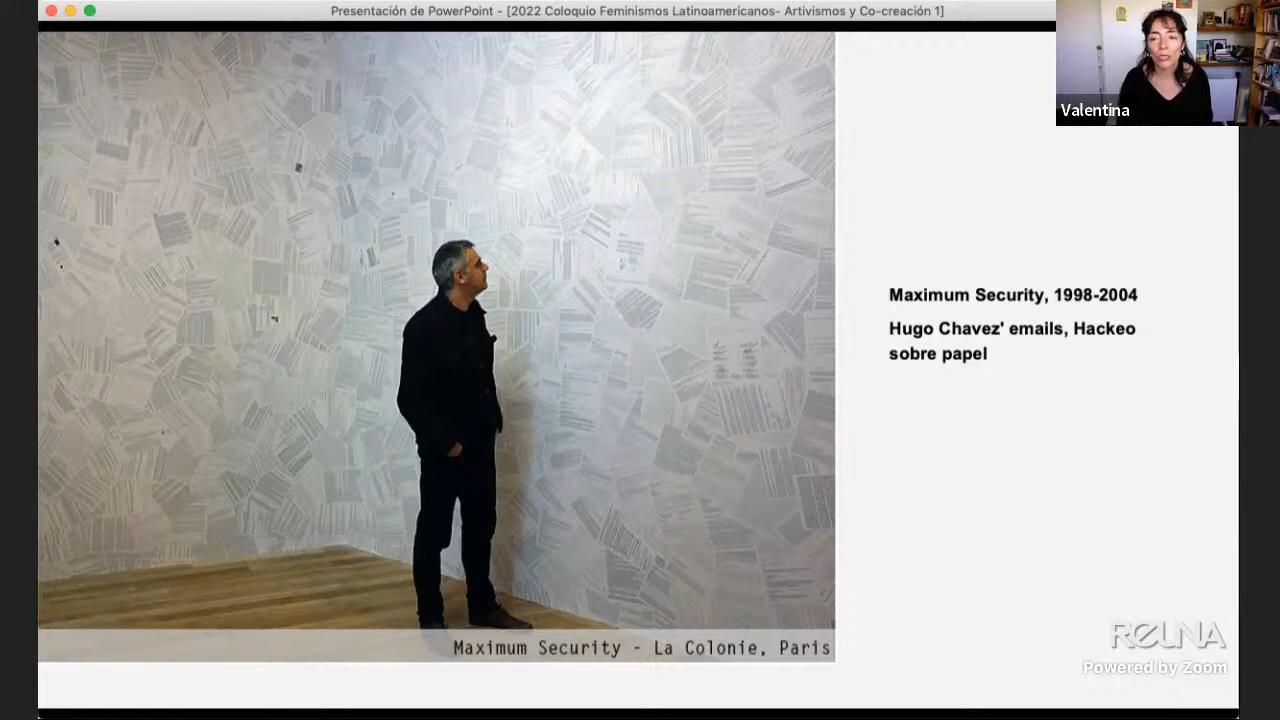 Presentación de PowerPoint - [2022 Coloquio Feminismos Latinoamericanos- Artivismos y Co-creación 1]
Valentina
Maximum Security, 1998-2004
Hugo Chavez' emails, Hackeo
sobre papel
Maximum Security - La Colonie, Paris
REUNA
Powered by Zoom